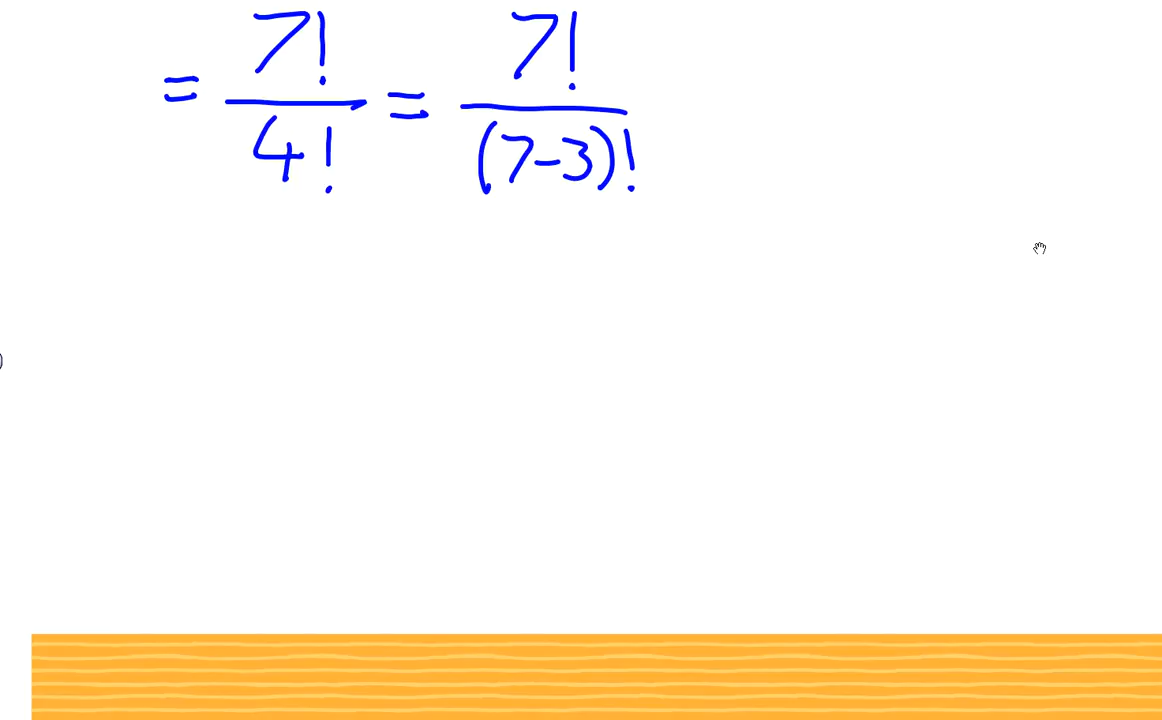 = 7!/4! = 7!/(7-3)!